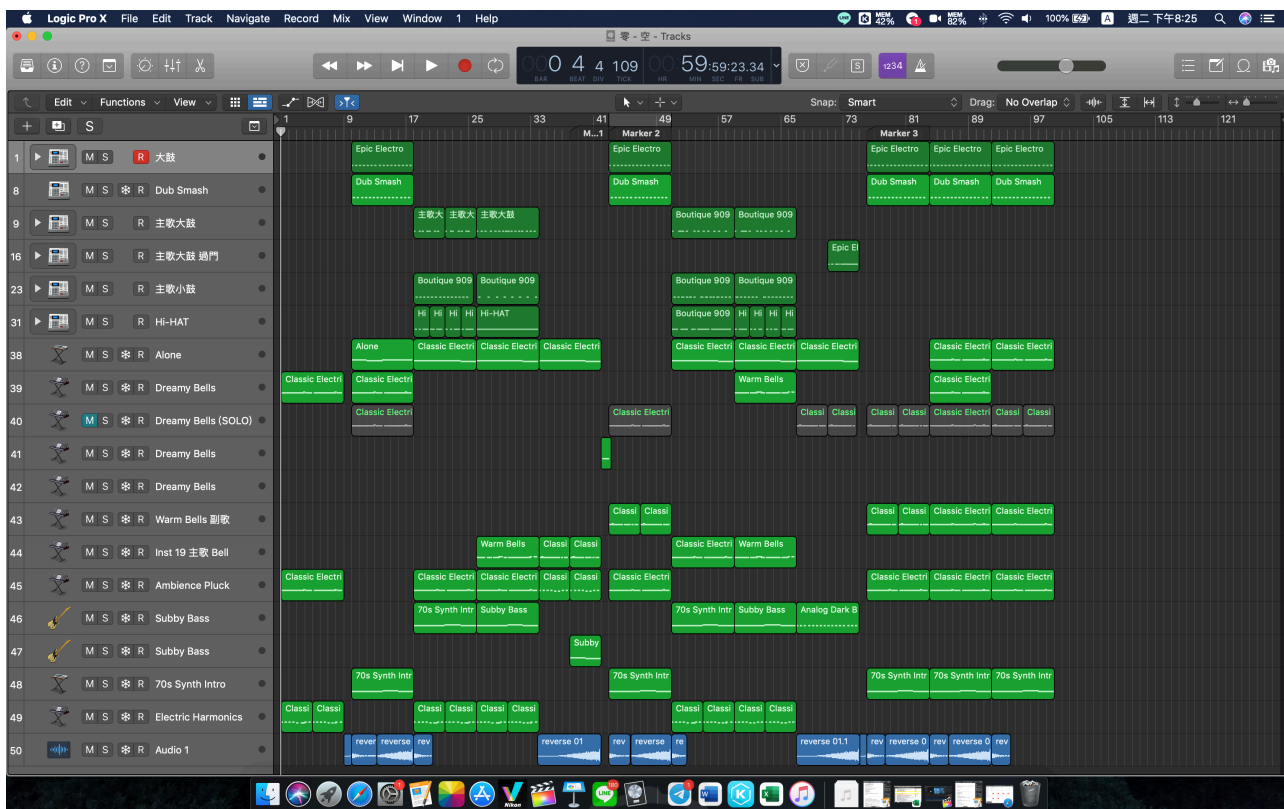 Logic Pro X File Edit Track Navigate Record Mix View Window 1 Help MEM 42% MEM 82% 100% A 週二 下午8:25
零 - 空 - Tracks
0 4 4 109 00 59:59:23.34 S 1234
BAR BEAT DIV TICK HR MIN SEC FR SUB
Edit Functions View Snap: Smart Drag: No Overlap
S 1 9 17 25 33 41 49 57 65 73 81 89 97 105 113 121
M...1 Marker 2 Marker 3
1 M S R 大鼓 Epic Electro Epic Electro Epic Electro Epic Electro Epic Electro
8 M S R Dub Smash Dub Smash Dub Smash Dub Smash Dub Smash Dub Smash
9 M S R 主歌大鼓 主歌大 主歌大 主歌大鼓 Boutique 909 Boutique 909
16 M S R 主歌大鼓 過門 Epic El
23 M S R 主歌小鼓 Boutique 909 Boutique 909 Boutique 909 Boutique 909
31 M S R Hi-HAT Hi Hi Hi Hi Hi-HAT Boutique 909 Hi Hi Hi Hi
38 M S R Alone Alone Classic Electri Classic Electri Classic Electri Classic Electri Classic Electri Classic Electri Classic Electri Classic Electri
39 M S R Dreamy Bells Classic Electri Classic Electri Warm Bells Classic Electri
40 M S R Dreamy Bells (SOLO) Classic Electri Classic Electri Classi Classi Classi Classi Classic Electri Classi Classi
41 M S R Dreamy Bells
42 M S R Dreamy Bells
43 M S R Warm Bells 副歌 Classi Classi Classi Classi Classic Electri Classic Electri
44 M S R Inst 19 主歌 Bell Warm Bells Classi Classi Classic Electri Warm Bells
45 M S R Ambience Pluck Classic Electri Classic Electri Classic Electri Classi Classi Classic Electri Classic Electri Classic Electri Classic Electri
46 M S R Subby Bass 70s Synth Intr Subby Bass 70s Synth Intr Subby Bass Analog Dark B
47 M S R Subby Bass Subby
48 M S R 70s Synth Intro 70s Synth Intr 70s Synth Intr 70s Synth Intr 70s Synth Intr 70s Synth Intr
49 M S R Electric Harmonics Classi Classi Classi Classi Classi Classi Classi Classi Classi Classi
50 M S R Audio 1 rever reverse rev reverse 01 rev reverse re reverse 01.1 rev reverse 0 rev reverse 0 rev
Nikon LINE